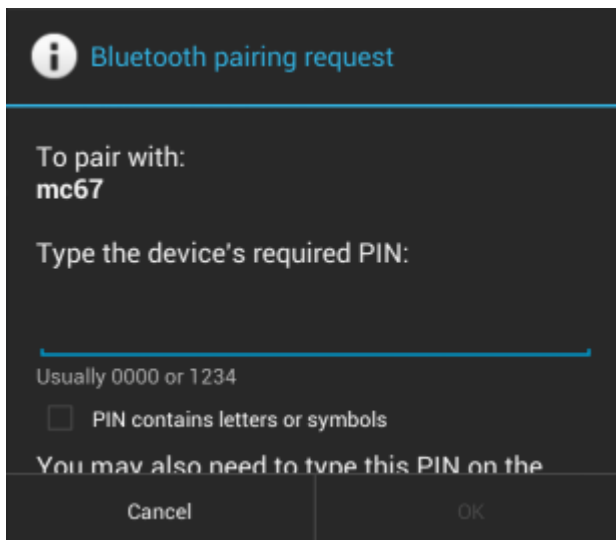 Bluetooth pairing request
To pair with:
mc67
Type the device's required PIN:
Usually 0000 or 1234
PIN contains letters or symbols
You may also need to type this PIN on the
Cancel
OK